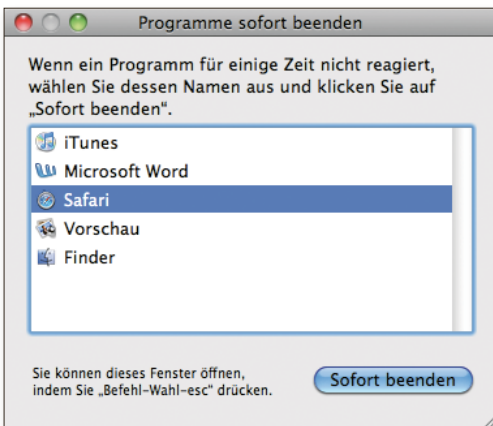 Programme sofort beenden
Wenn ein Programm für einige Zeit nicht reagiert,
wählen Sie dessen Namen aus und klicken Sie auf
„Sofort beenden“.
iTunes
Microsoft Word
Safari
Vorschau
Finder
Sie können dieses Fenster öffnen,
indem Sie „Befehl-Wahl-esc“ drücken.
Sofort beenden